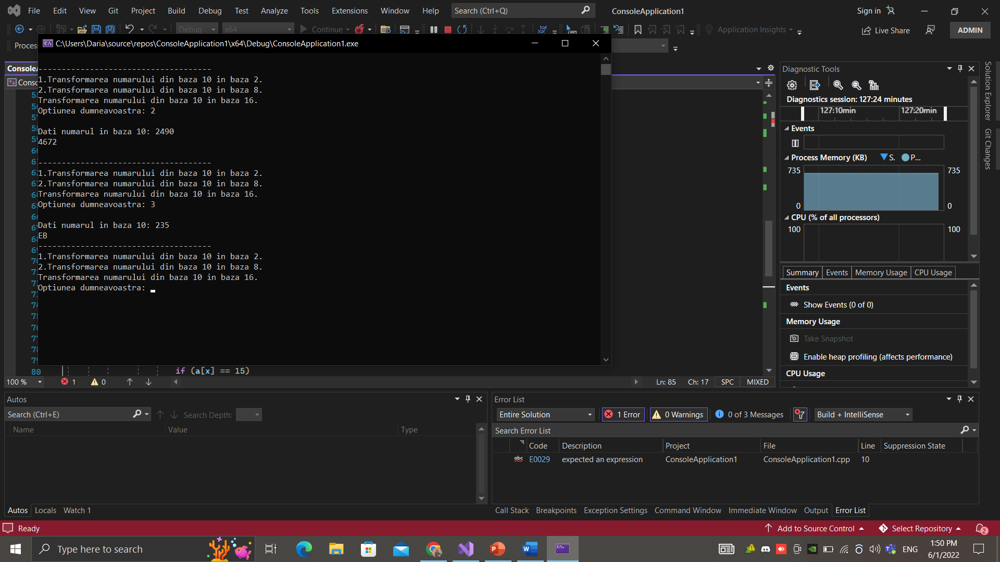 File Edit View Git Project Build Debug Test Analyze Tools Extensions Window Help Search (Ctrl+Q) ConsoleApplication1 Sign in
Debug x64 Continue Application Insights Live Share ADMIN
C:\Users\Daria\source\repos\ConsoleApplication1\x64\Debug\ConsoleApplication1.exe
-------------------------------------
1.Transformarea numarului din baza 10 in baza 2.
2.Transformarea numarului din baza 10 in baza 8.
Transformarea numarului din baza 10 in baza 16.
Optiunea dumneavoastra: 2
Dati numarul in baza 10: 2490
4672
-------------------------------------
1.Transformarea numarului din baza 10 in baza 2.
2.Transformarea numarului din baza 10 in baza 8.
Transformarea numarului din baza 10 in baza 16.
Optiunea dumneavoastra: 3
Dati numarul in baza 10: 235
EB
-------------------------------------
1.Transformarea numarului din baza 10 in baza 2.
2.Transformarea numarului din baza 10 in baza 8.
Transformarea numarului din baza 10 in baza 16.
Optiunea dumneavoastra:
80 if (a[x] == 15)
100 % 1 0 Ln: 85 Ch: 17 SPC MIXED
Diagnostic Tools
Diagnostics session: 127:24 minutes
127:10min 127:20min
Events
Process Memory (KB) S. P...
735 735
0 0
CPU (% of all processors)
100 100
Summary Events Memory Usage CPU Usage
Events
Show Events (0 of 0)
Memory Usage
Take Snapshot
Enable heap profiling (affects performance)
CPU Usage
Solution Explorer
Git Changes
Autos
Search (Ctrl+E) Search Depth:
Name Value Type
Autos Locals Watch 1
Error List
Entire Solution 1 Error 0 Warnings 0 of 3 Messages Build + IntelliSense
Search Error List
Code Description Project File Line Suppression State
abc E0029 expected an expression ConsoleApplication1 ConsoleApplication1.cpp 10
Call Stack Breakpoints Exception Settings Command Window Immediate Window Output Error List
Ready Add to Source Control Select Repository 2
Type here to search ENG 1:50 PM
6/1/2022